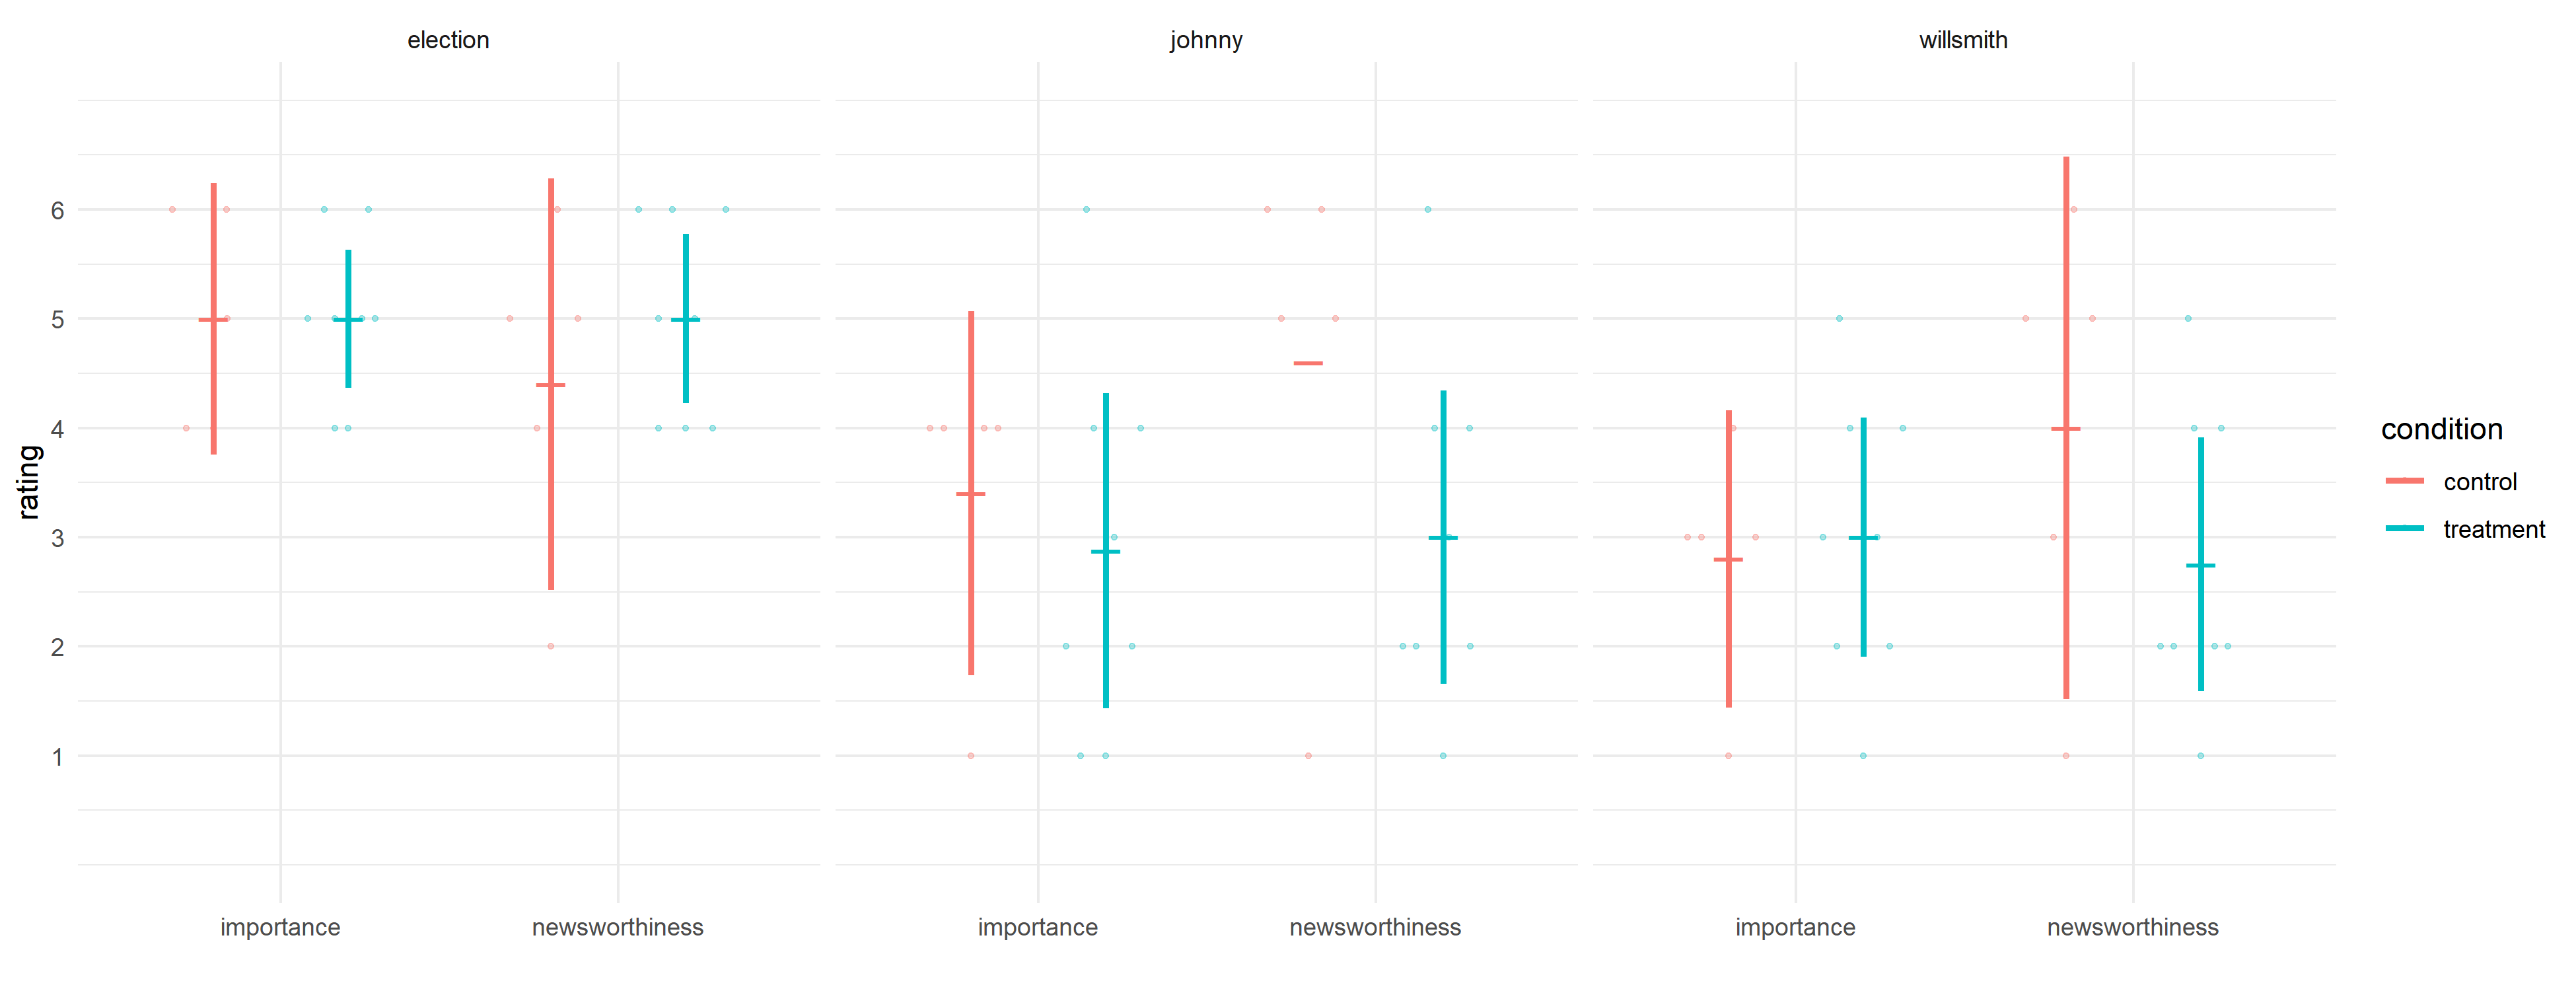 election
johnny
willsmith
rating
6
5
4
3
2
1
importance
newsworthiness
importance
newsworthiness
importance
newsworthiness
condition
control
treatment